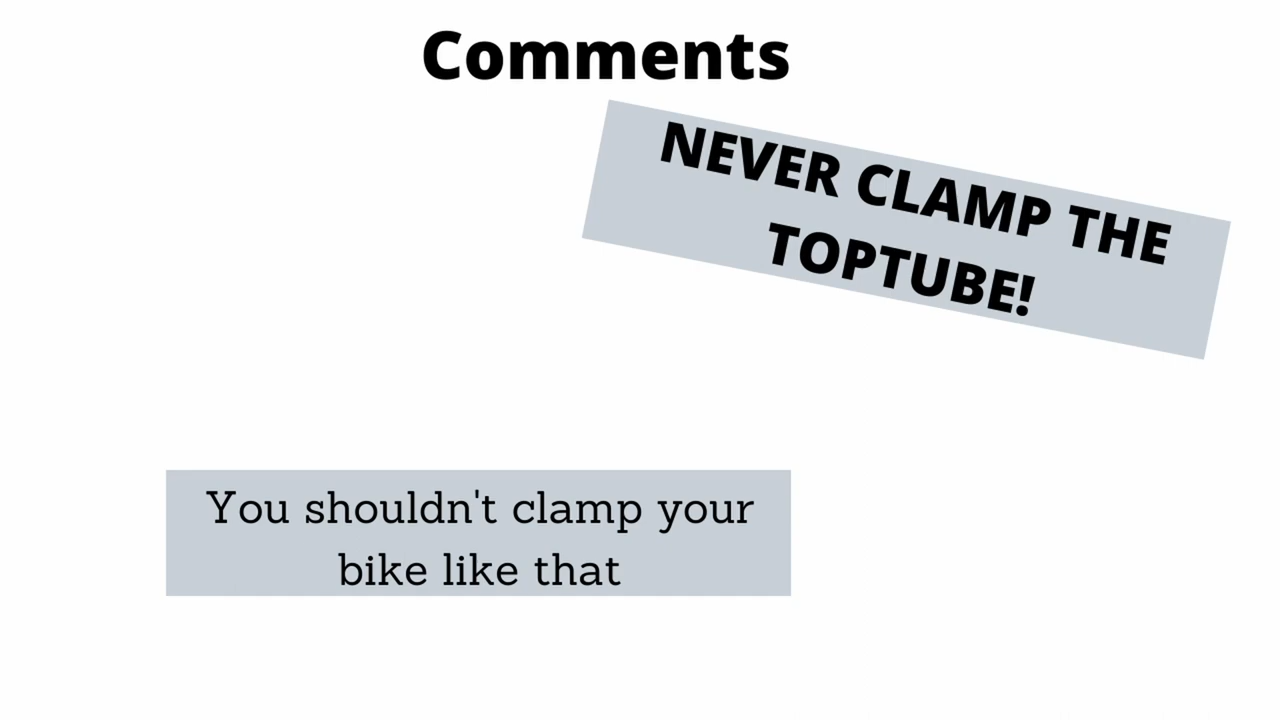 Comments
NEVER CLAMP THE
TOPTUBE!
You shouldn't clamp your
bike like that